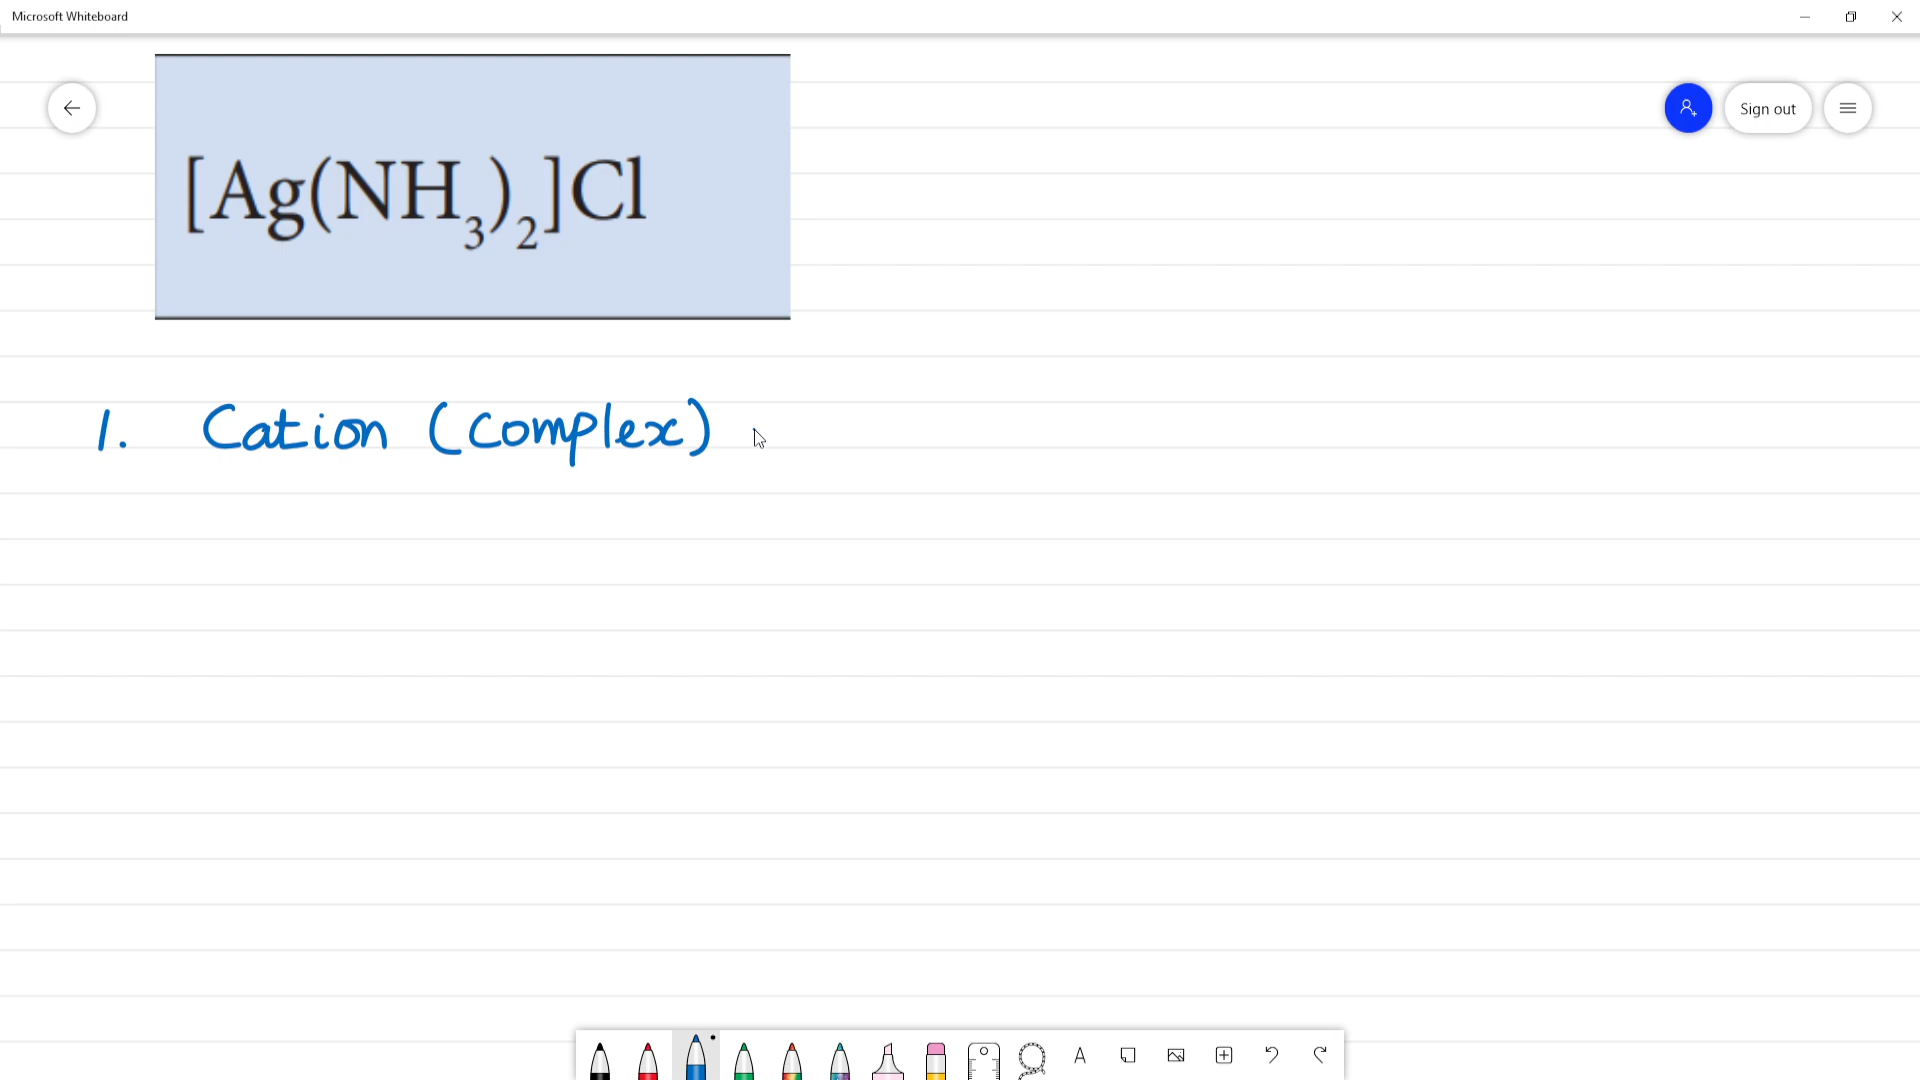 Microsoft Whiteboard
Sign out
[Ag(NH₃)₂]Cl
1. Cation (complex)
A